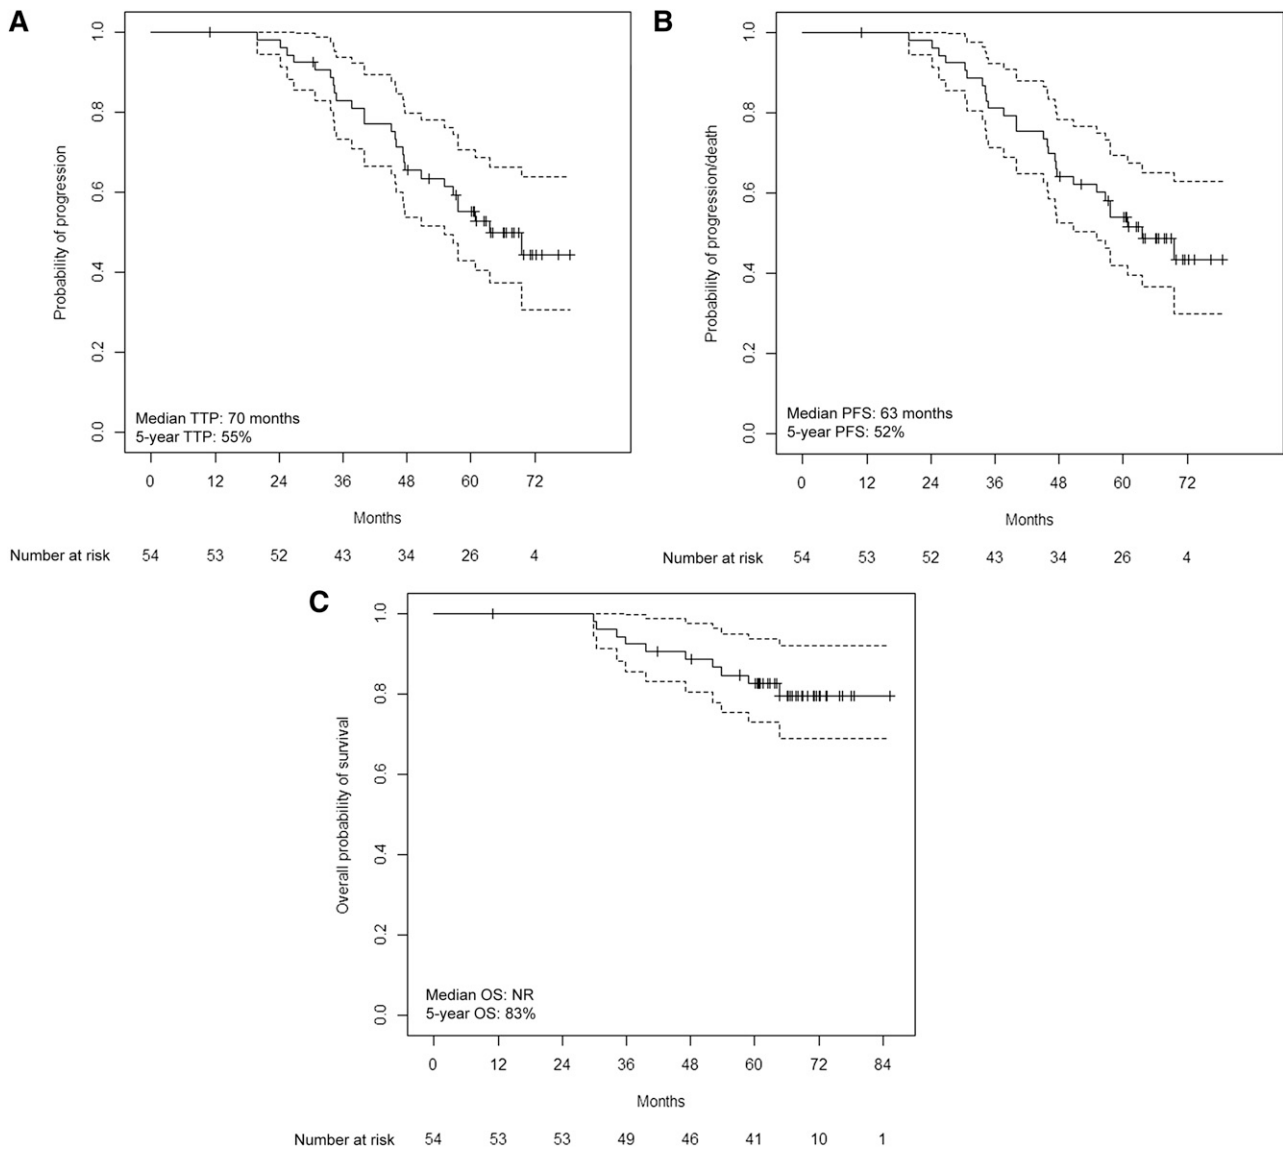 A
Probability of progression
1.0
0.8
0.6
0.4
0.2
0.0
Median TTP: 70 months
5-year TTP: 55%
0 12 24 36 48 60 72
Months
Number at risk 54 53 52 43 34 26 4
B
Probability of progression/death
1.0
0.8
0.6
0.4
0.2
0.0
Median PFS: 63 months
5-year PFS: 52%
0 12 24 36 48 60 72
Months
Number at risk 54 53 52 43 34 26 4
C
Overall probability of survival
1.0
0.8
0.6
0.4
0.2
0.0
Median OS: NR
5-year OS: 83%
0 12 24 36 48 60 72 84
Months
Number at risk 54 53 53 49 46 41 10 1